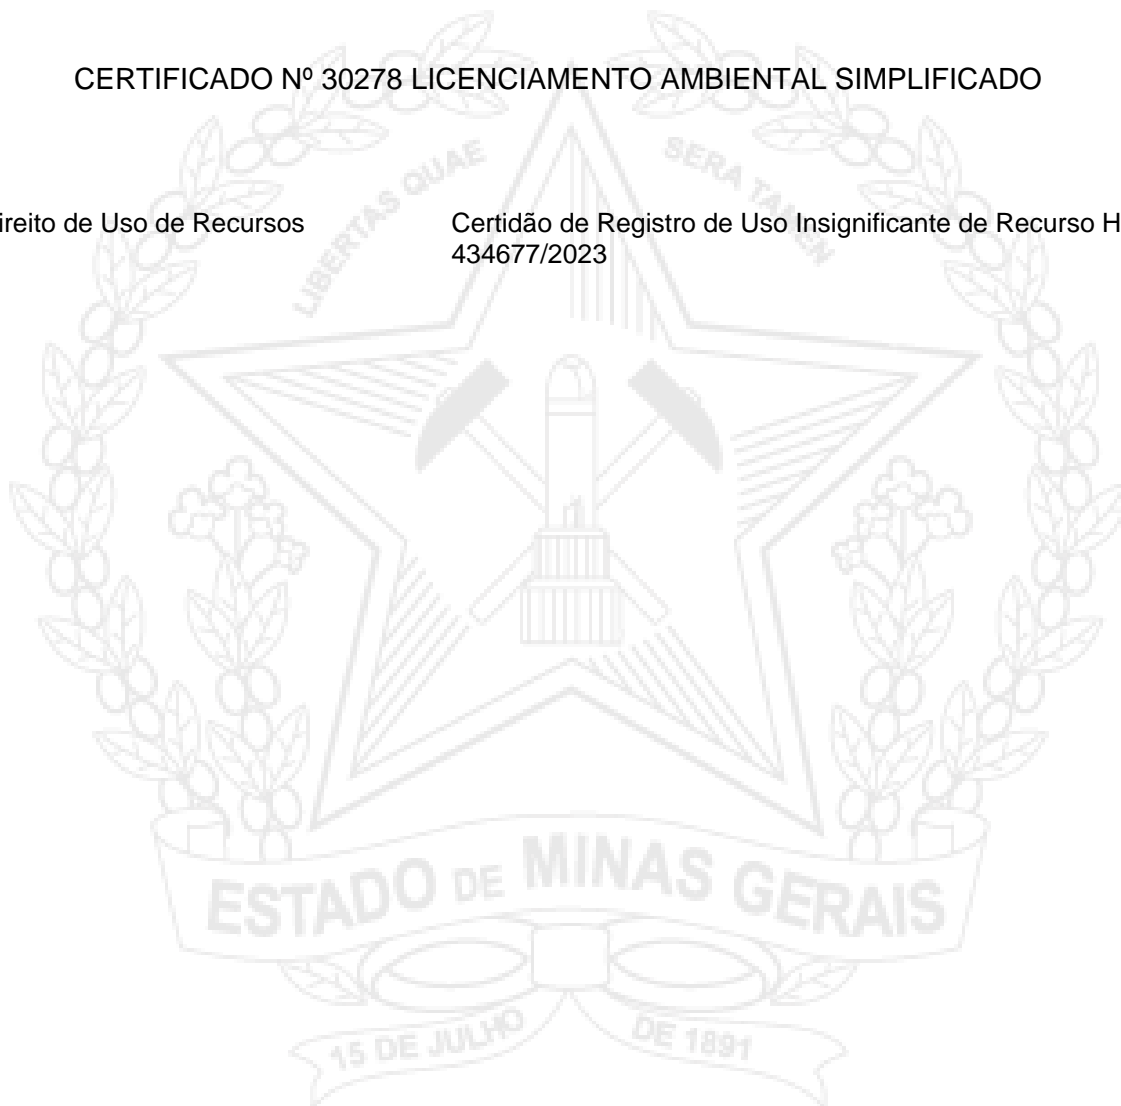 CERTIFICADO Nº 30278 LICENCIAMENTO AMBIENTAL SIMPLIFICADO
LIBERTAS QUAE SERA TAMEN
ireito de Uso de Recursos
Certidão de Registro de Uso Insignificante de Recurso H
434677/2023
ESTADO DE MINAS GERAIS
15 DE JULHO DE 1891